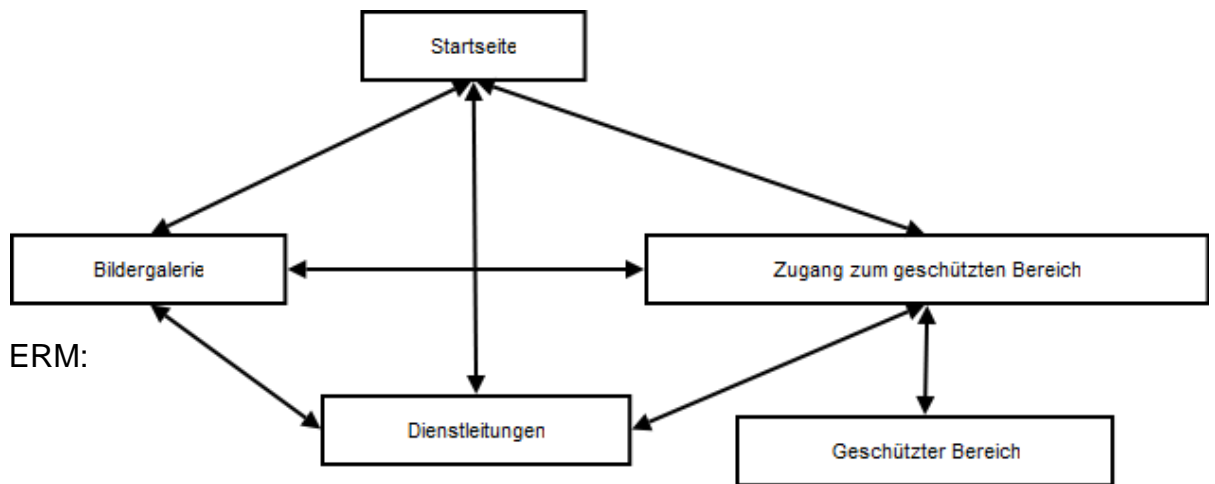 Startseite
Bildergalerie
Zugang zum geschützten Bereich
ERM:
Dienstleitungen
Geschützter Bereich